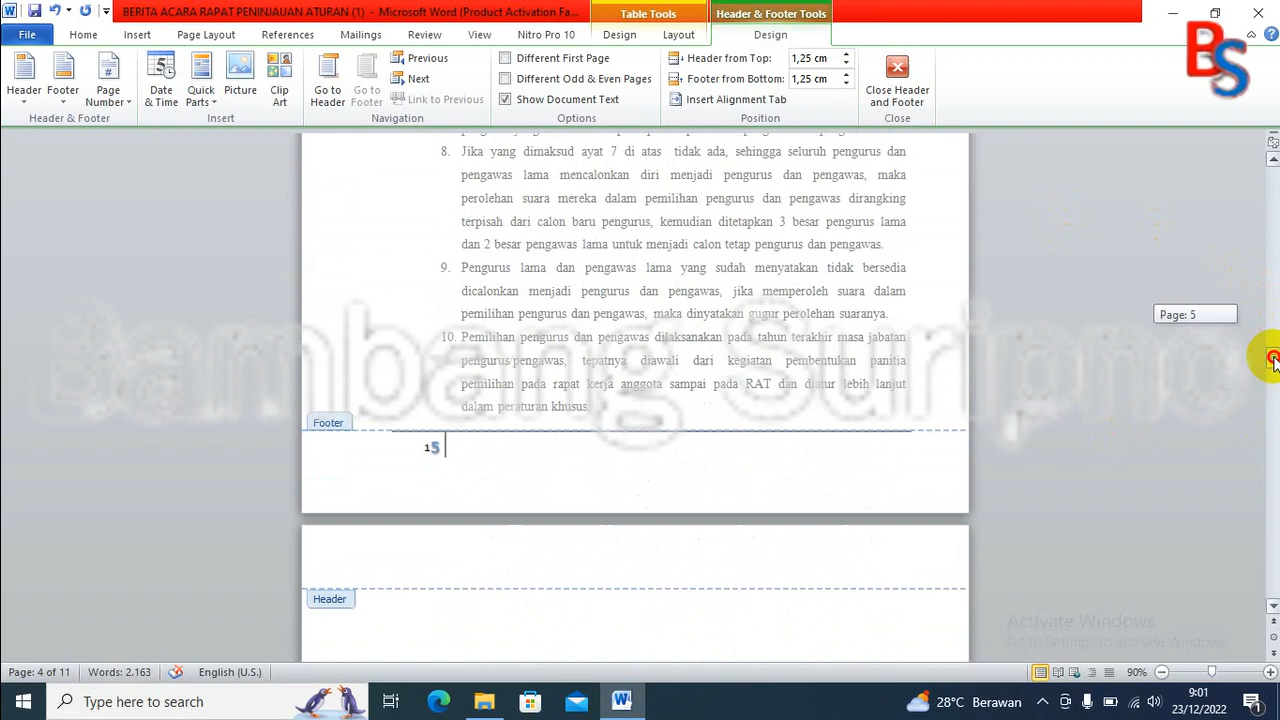 BERITA ACARA RAPAT PENINJAUAN ATURAN (1) - Microsoft Word (Product Activation Fa...
Table Tools
Header & Footer Tools
File
Home
Insert
Page Layout
References
Mailings
Review
View
Nitro Pro 10
Design
Layout
Design
BS
Header
Footer
Page Number
Header & Footer
Date & Time
Quick Parts
Picture
Clip Art
Insert
Go to Header
Go to Footer
Previous
Next
Link to Previous
Navigation
Different First Page
Different Odd & Even Pages
Show Document Text
Options
Header from Top: 1,25 cm
Footer from Bottom: 1,25 cm
Insert Alignment Tab
Position
Close Header and Footer
Close
8. Jika yang dimaksud ayat 7 di atas tidak ada, sehingga seluruh pengurus dan
pengawas lama mencalonkan diri menjadi pengurus dan pengawas, maka
perolehan suara mereka dalam pemilihan pengurus dan pengawas dirangking
terpisah dari calon baru pengurus, kemudian ditetapkan 3 besar pengurus lama
dan 2 besar pengawas lama untuk menjadi calon tetap pengurus dan pengawas.
9. Pengurus lama dan pengawas lama yang sudah menyatakan tidak bersedia
dicalonkan menjadi pengurus dan pengawas, jika memperoleh suara dalam
pemilihan pengurus dan pengawas, maka dinyatakan gugur perolehan suaranya.
10. Pemilihan pengurus dan pengawas dilaksanakan pada tahun terakhir masa jabatan
pengurus/pengawas, tepatnya diawali dari kegiatan pembentukan panitia
pemilihan pada rapat kerja anggota sampai pada RAT dan diatur lebih lanjut
dalam peraturan khusus.
Bambang Suripno
Page: 5
Footer
15
Header
Activate Windows
Go to Settings to activate Windows.
Page: 4 of 11
Words: 2.163
English (U.S.)
90%
Type here to search
28°C Berawan
9:01
23/12/2022
1